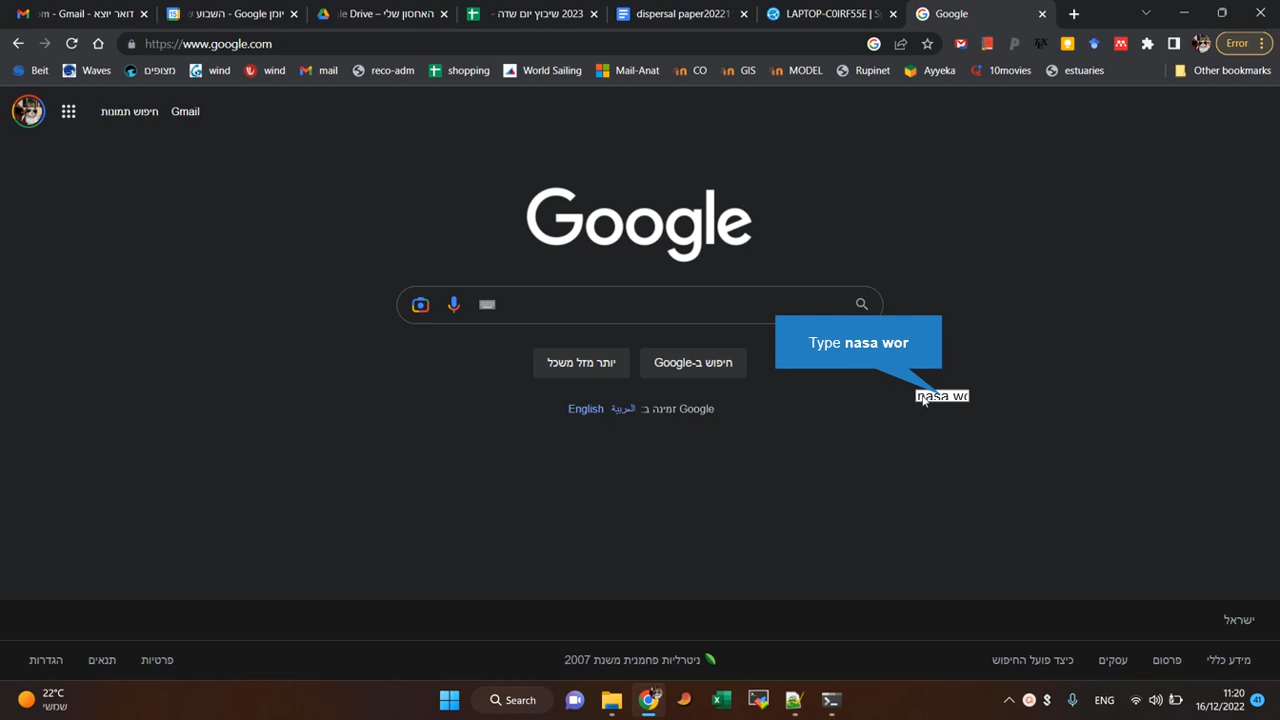 דואר יוצא - Gmail - om
יומן Google - השבוע ש
האחסון שלי – gle Drive
2023 שיבוץ יום שדה -
dispersal paper20221
LAPTOP-C0IRF55E | Sp
Google
https://www.google.com
Error
Beit
Waves
מצופים
wind
wind
mail
reco-adm
shopping
World Sailing
Mail-Anat
CO
GIS
MODEL
Rupinet
Ayyeka
10movies
estuaries
Other bookmarks
חיפוש תמונות
Gmail
Google
Type nasa wor
nasa wo
יותר מזל משכל
חיפוש ב-Google
Google זמינה ב: العربية English
ישראל
הגדרות
תנאים
פרטיות
ניטרליות פחמנית משנת 2007
כיצד פועל החיפוש
עסקים
פרסום
מידע כללי
22°C
שמשי
Search
ENG
11:20
16/12/2022
41